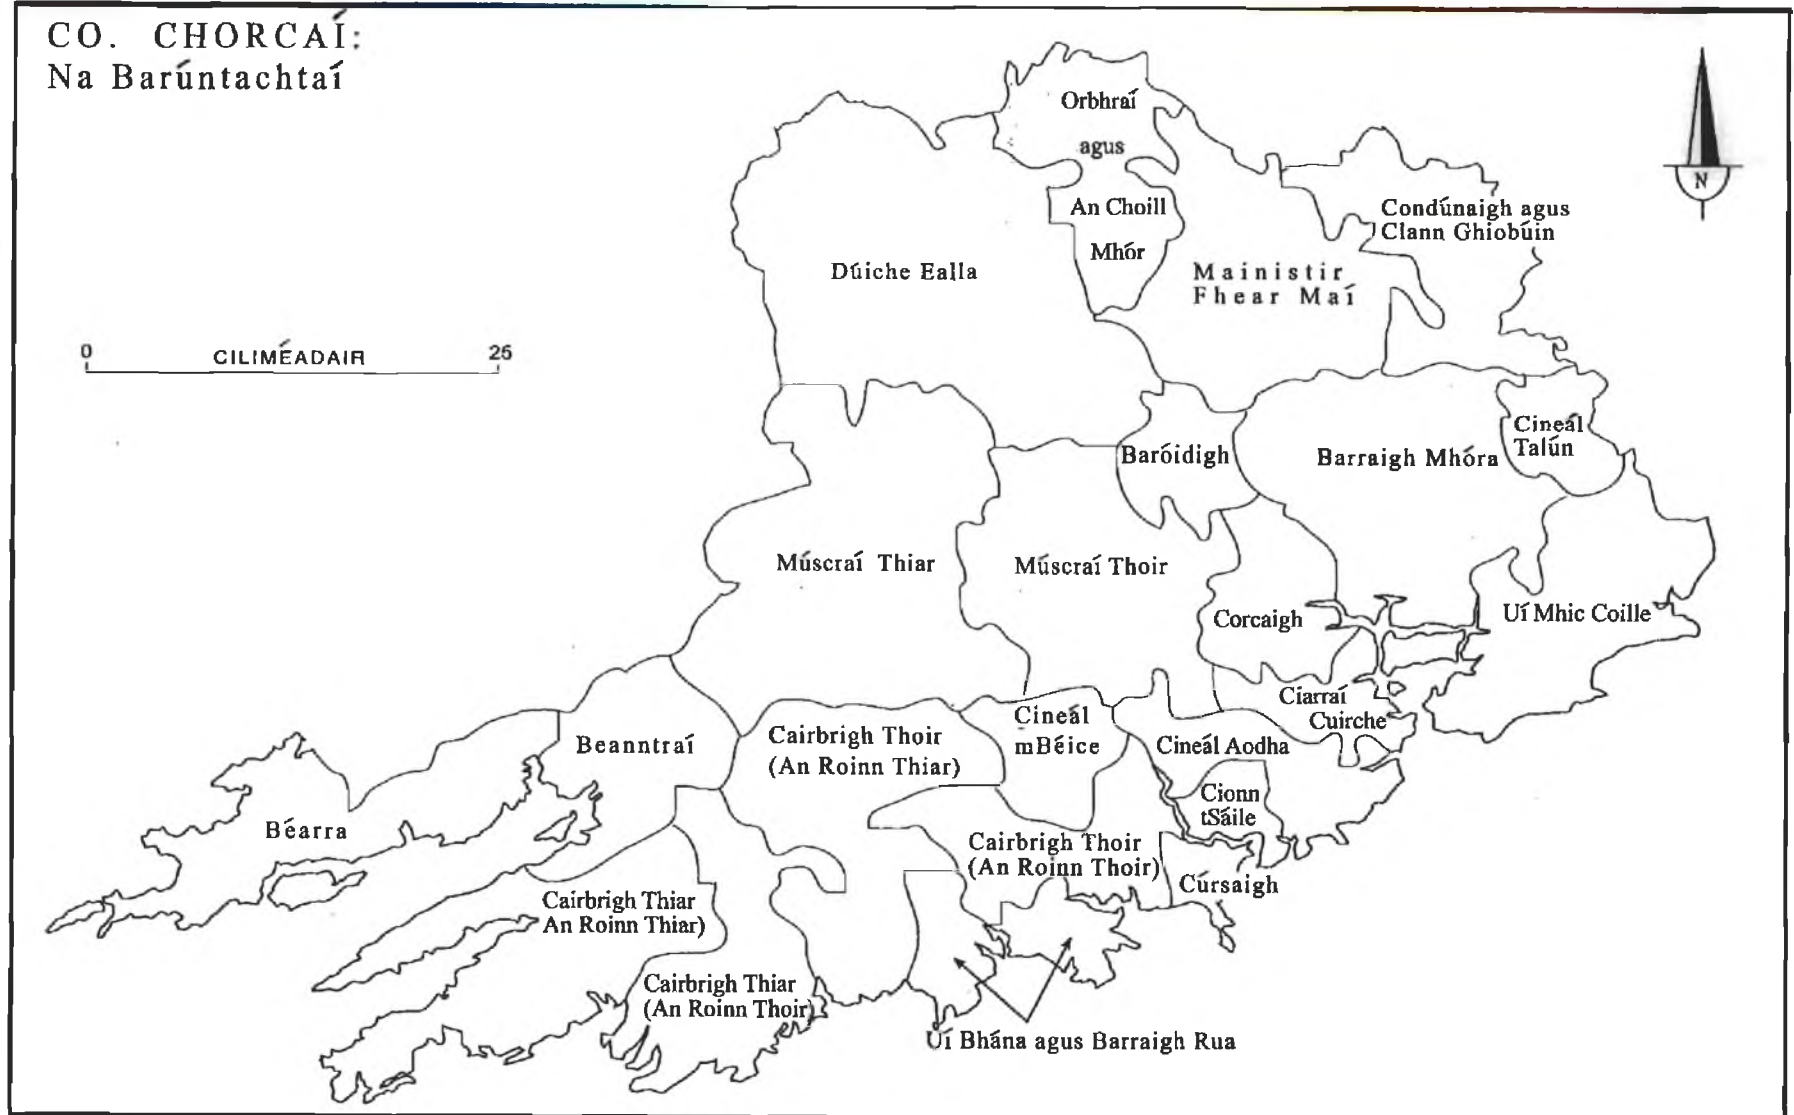 CO. CHORCAÍ:
Na Barúntachtaí
Orbhraí
agus
An Choill
Mhór
N
Condúnaigh agus
Clann Ghiobúin
Dúiche Ealla
Mainistir
Fhear Maí
0 CILIMÉADAIR 25
Cineál
Talún
Baróidigh
Barraigh Mhóra
Múscraí Thiar
Múscraí Thoir
Corcaigh
Uí Mhic Coille
Ciarraí
Cuirche
Cineál
mBéice
Cairbrigh Thoir
(An Roinn Thiar)
Beanntraí
Cineál Aodha
Cionn
tSáile
Béarra
Cairbrigh Thoir
(An Roinn Thoir)
Cúrsaigh
Cairbrigh Thiar
An Roinn Thiar)
Cairbrigh Thiar
(An Roinn Thoir)
Uí Bhána agus Barraigh Rua